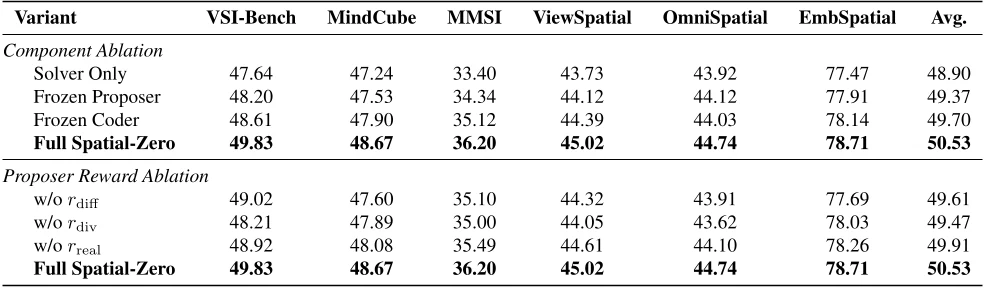 Variant VSI-Bench MindCube MMSI ViewSpatial OmniSpatial EmbSpatial Avg.
Component Ablation
Solver Only 47.64 47.24 33.40 43.73 43.92 77.47 48.90
Frozen Proposer 48.20 47.53 34.34 44.12 44.12 77.91 49.37
Frozen Coder 48.61 47.90 35.12 44.39 44.03 78.14 49.70
Full Spatial-Zero 49.83 48.67 36.20 45.02 44.74 78.71 50.53
Proposer Reward Ablation
w/o r_diff 49.02 47.60 35.10 44.32 43.91 77.69 49.61
w/o r_div 48.21 47.89 35.00 44.05 43.62 78.03 49.47
w/o r_real 48.92 48.08 35.49 44.61 44.10 78.26 49.91
Full Spatial-Zero 49.83 48.67 36.20 45.02 44.74 78.71 50.53